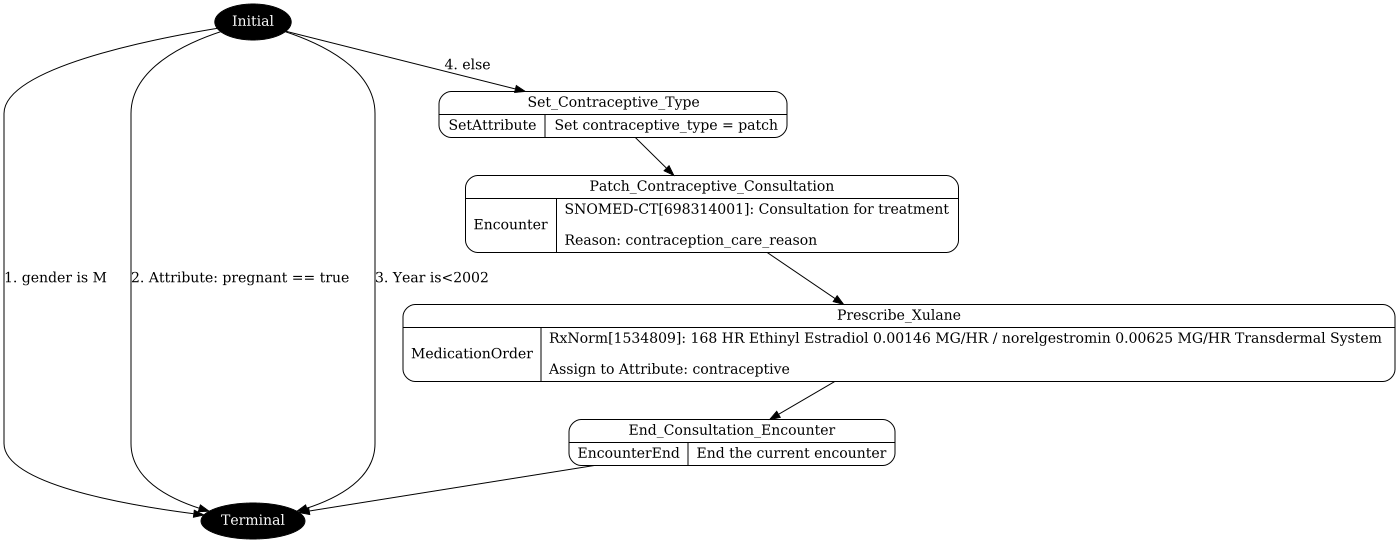 Initial
4. else
Set_Contraceptive_Type
SetAttribute Set contraceptive_type = patch
Patch_Contraceptive_Consultation
Encounter
SNOMED-CT[698314001]: Consultation for treatment
Reason: contraception_care_reason
1. gender is M
2. Attribute: pregnant == true
3. Year is<2002
Prescribe_Xulane
MedicationOrder
RxNorm[1534809]: 168 HR Ethinyl Estradiol 0.00146 MG/HR / norelgestromin 0.00625 MG/HR Transdermal System
Assign to Attribute: contraceptive
End_Consultation_Encounter
EncounterEnd End the current encounter
Terminal